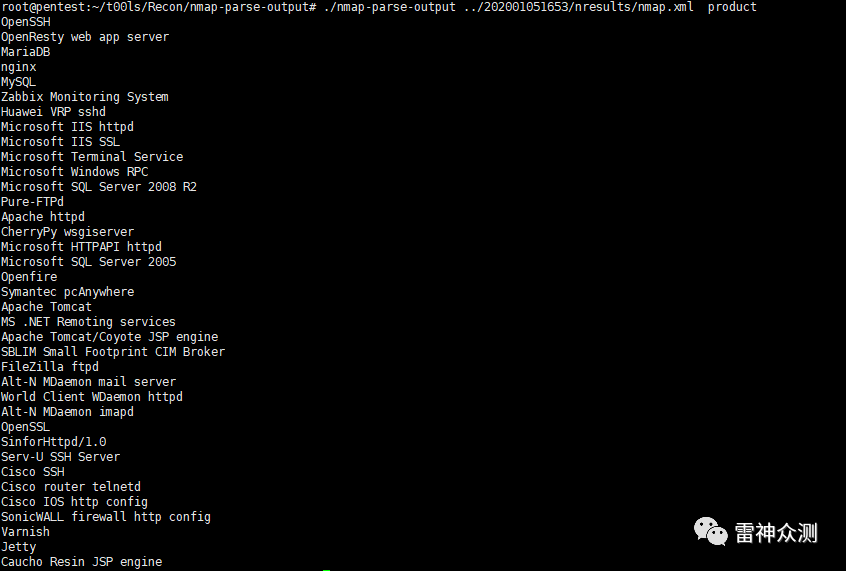 root@pentest:~/t00ls/Recon/nmap-parse-output# ./nmap-parse-output ../202001051653/nresults/nmap.xml  product
OpenSSH
OpenResty web app server
MariaDB
nginx
MySQL
Zabbix Monitoring System
Huawei VRP sshd
Microsoft IIS httpd
Microsoft IIS SSL
Microsoft Terminal Service
Microsoft Windows RPC
Microsoft SQL Server 2008 R2
Pure-FTPd
Apache httpd
CherryPy wsgiserver
Microsoft HTTPAPI httpd
Microsoft SQL Server 2005
Openfire
Symantec pcAnywhere
Apache Tomcat
MS .NET Remoting services
Apache Tomcat/Coyote JSP engine
SBLIM Small Footprint CIM Broker
FileZilla ftpd
Alt-N MDaemon mail server
World Client WDaemon httpd
Alt-N MDaemon imapd
OpenSSL
SinforHttpd/1.0
Serv-U SSH Server
Cisco SSH
Cisco router telnetd
Cisco IOS http config
SonicWALL firewall http config
Varnish
Jetty
Caucho Resin JSP engine
雷神众测